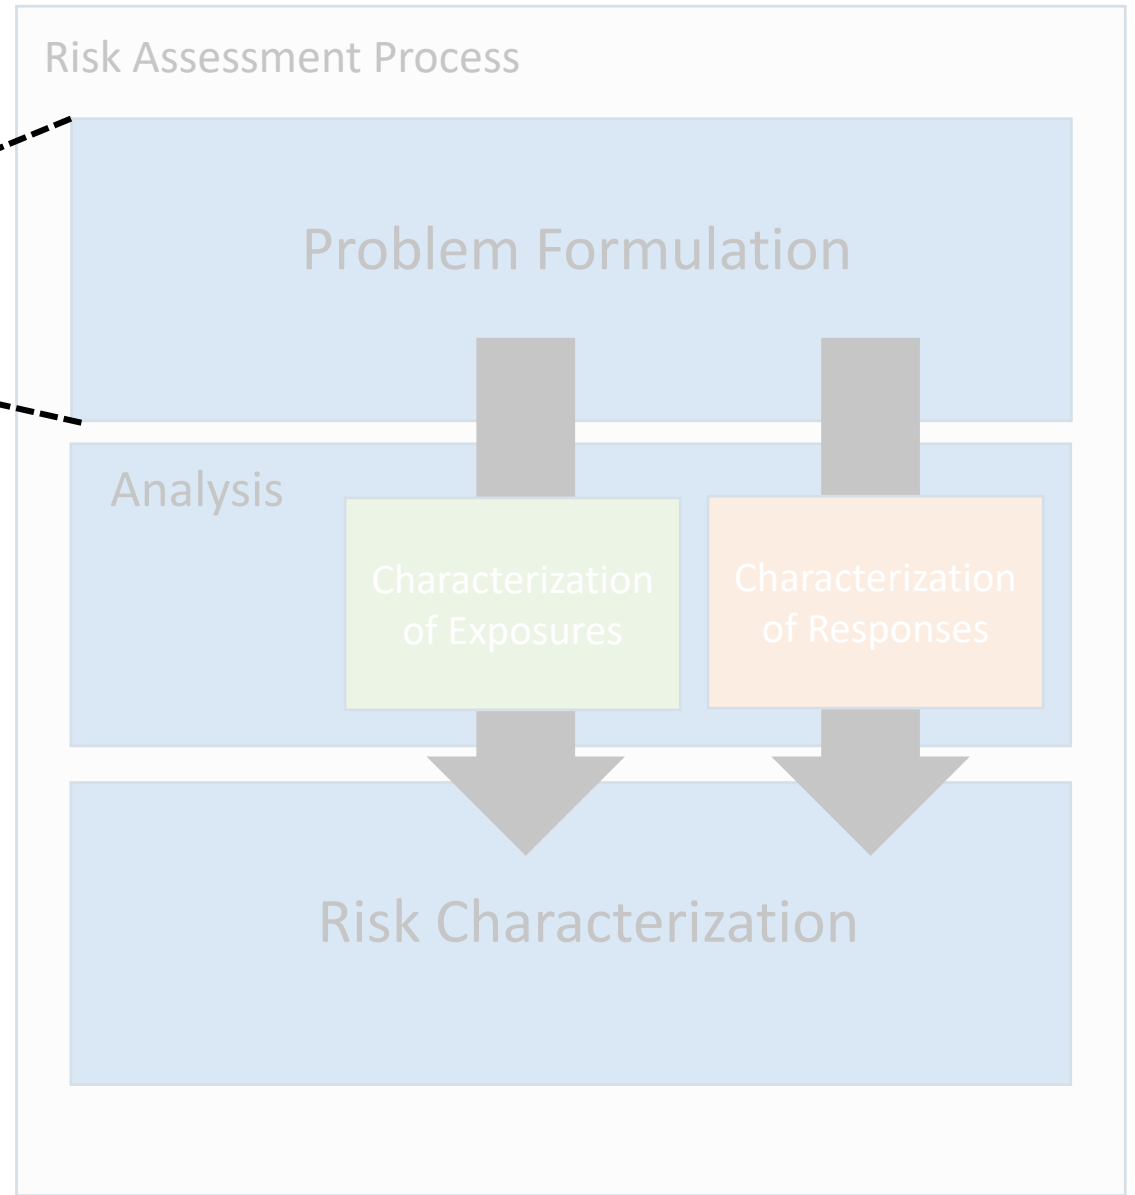 Risk Assessment Process
Problem Formulation
Analysis
Characterization
of Exposures
Characterization
of Responses
Risk Characterization